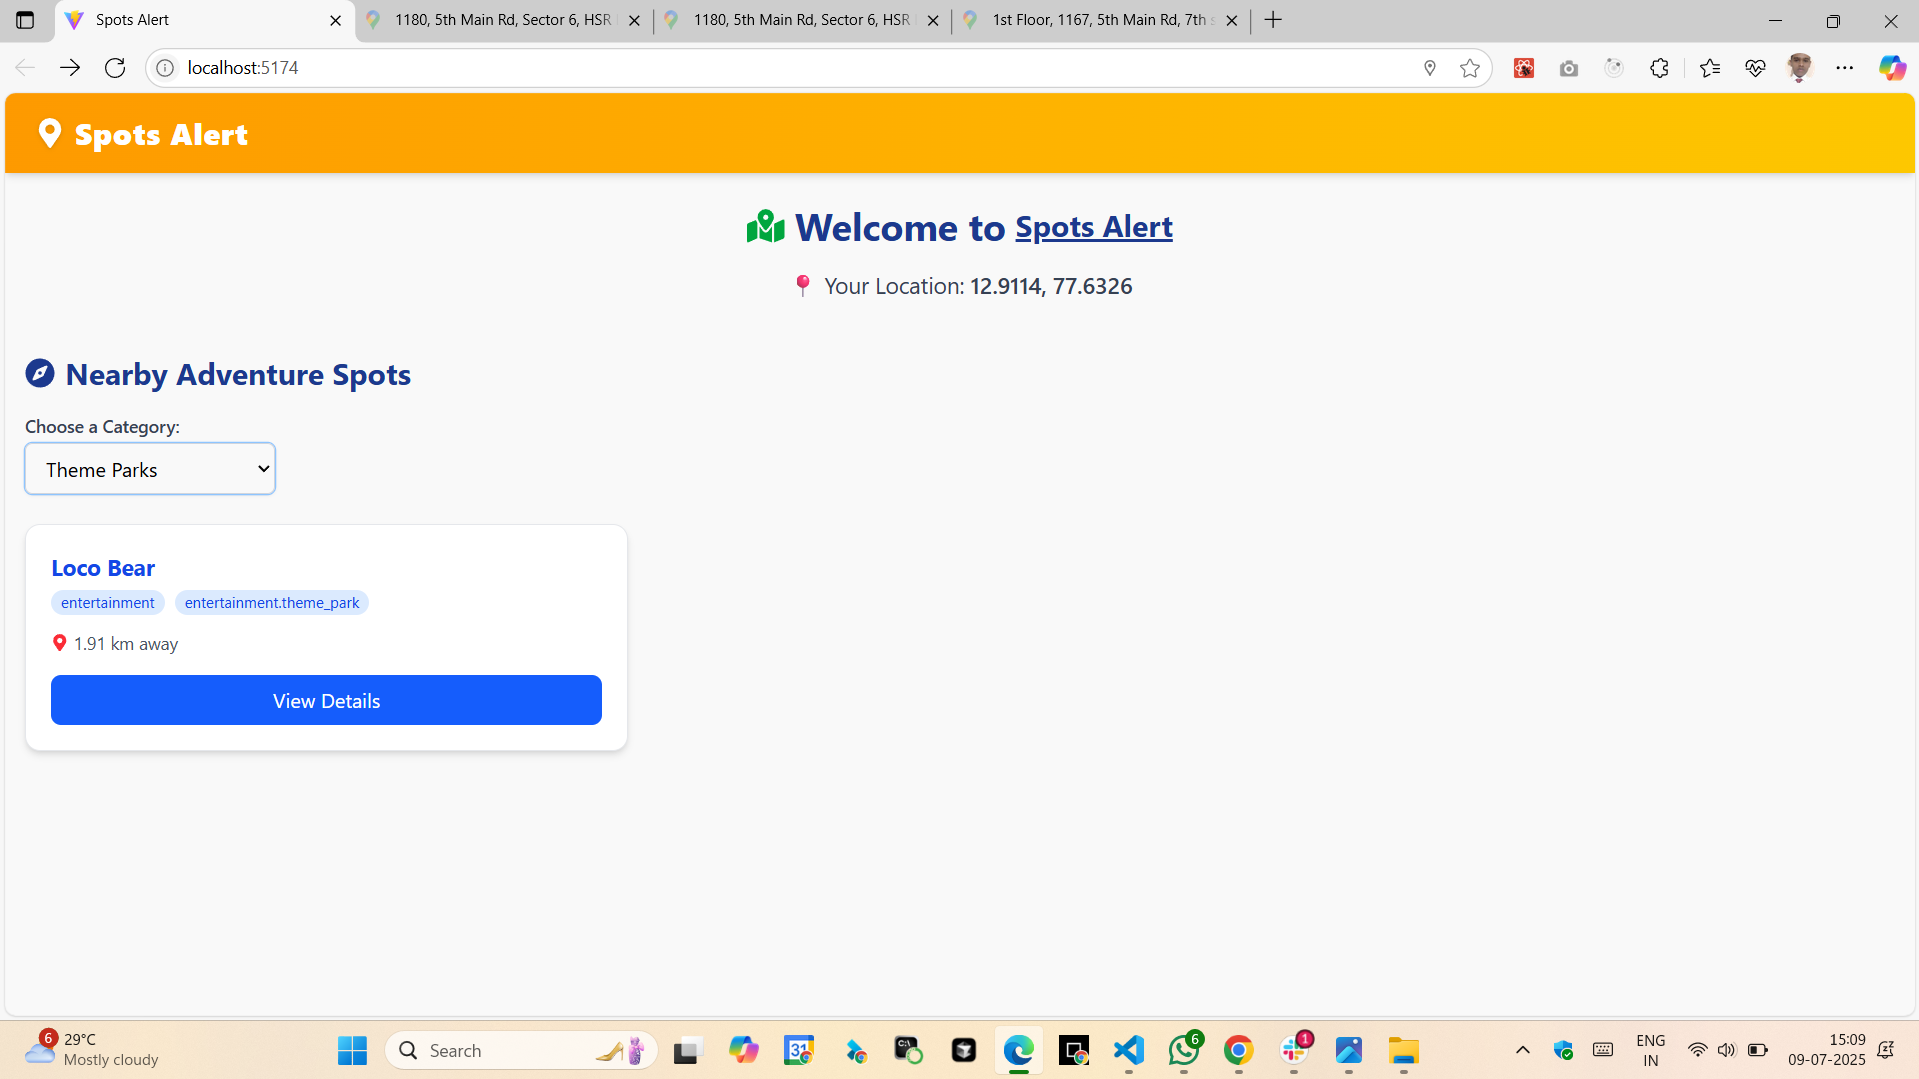 Spots Alert
1180, 5th Main Rd, Sector 6, HSR
1180, 5th Main Rd, Sector 6, HSR
1st Floor, 1167, 5th Main Rd, 7th s
localhost:5174
Spots Alert
Welcome to Spots Alert
Your Location: 12.9114, 77.6326
Nearby Adventure Spots
Choose a Category:
Theme Parks
Loco Bear
entertainment entertainment.theme_park
1.91 km away
View Details
6
29°C
Mostly cloudy
Search
31
C:\
6
1
ENG
IN
15:09
09-07-2025